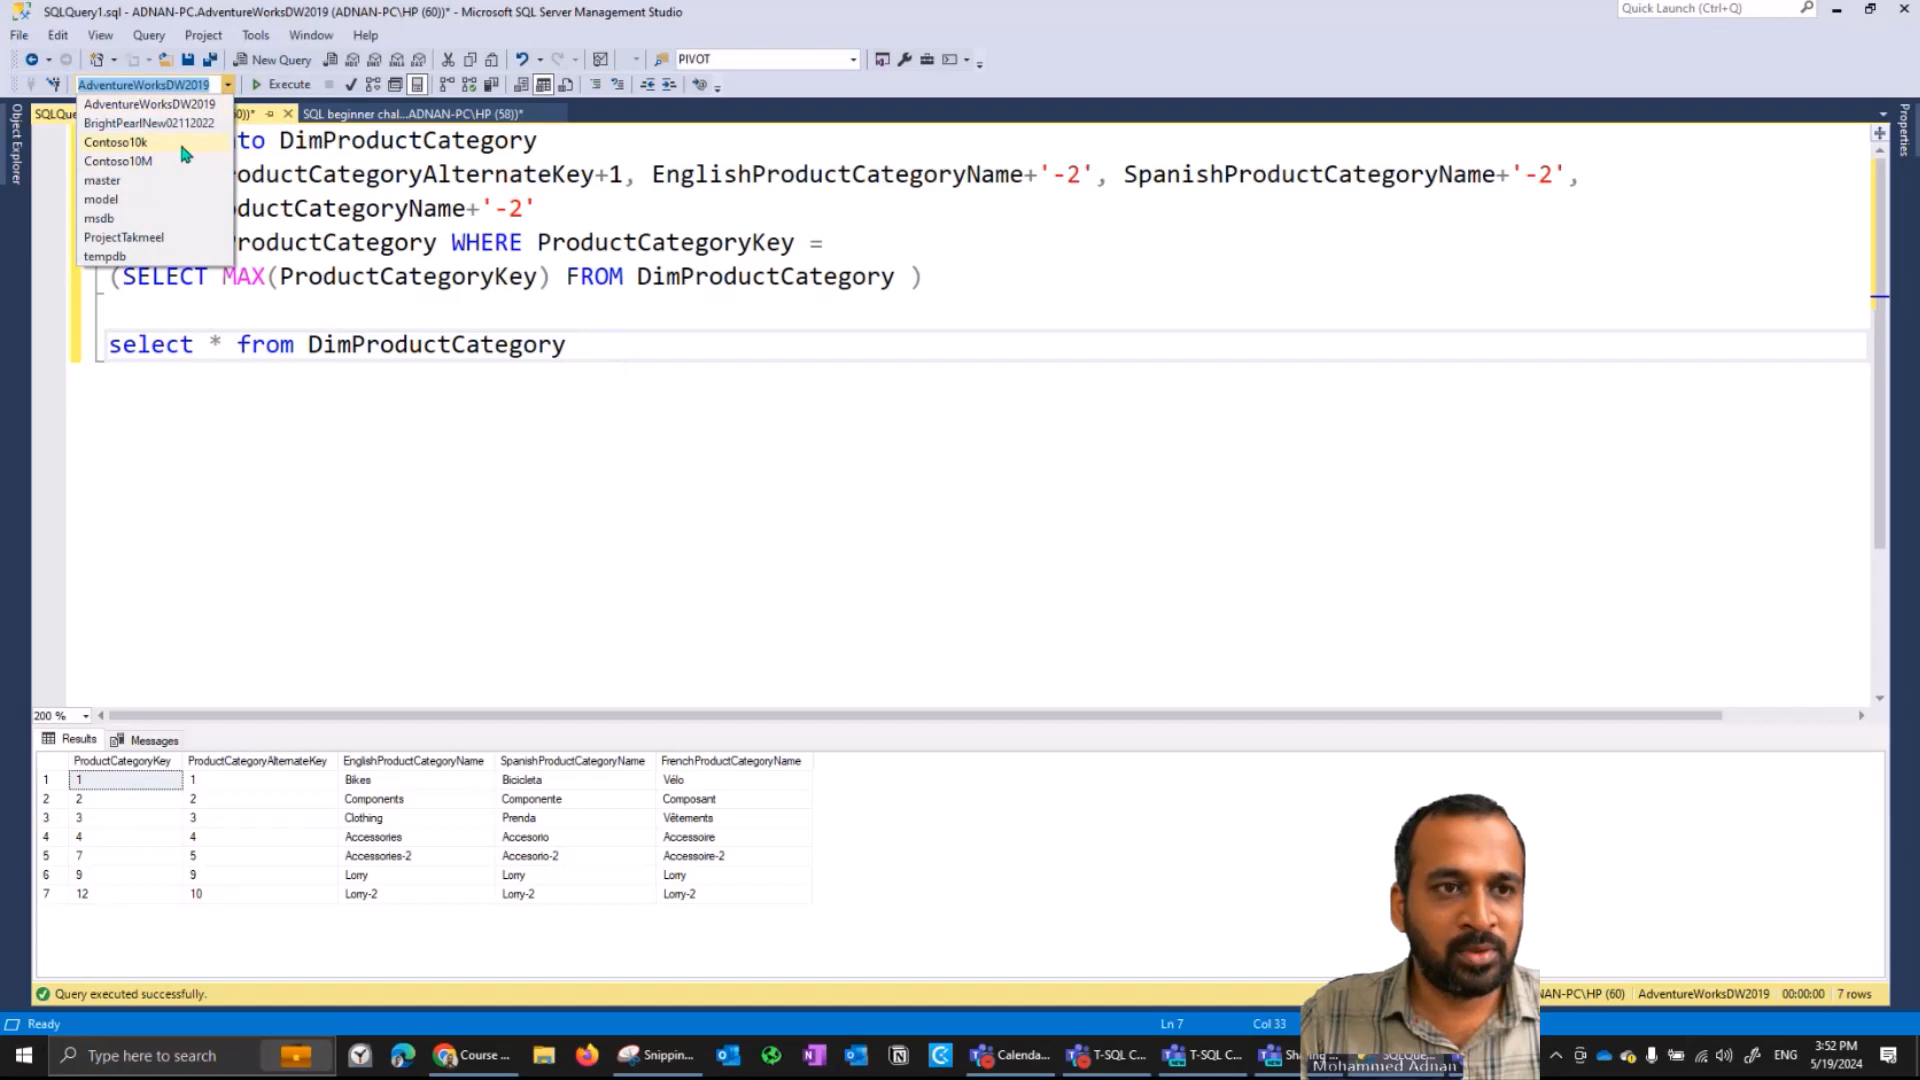 SQLQuery1.sql - ADNAN-PC.AdventureWorksDW2019 (ADNAN-PC\HP (60))* - Microsoft SQL Server Management Studio
Quick Launch (Ctrl+Q)
File Edit View Query Project Tools Window Help
New Query PIVOT
AdventureWorksDW2019 Execute
AdventureWorksDW2019
BrightPearlNew02112022
Contoso10k
Contoso10M
master
model
msdb
ProjectTakmeel
tempdb
SQLQue 0))* SQL beginner chal...ADNAN-PC\HP (58))*
Object Explorer
Properties
to DimProductCategory
oductCategoryAlternateKey+1, EnglishProductCategoryName+'-2', SpanishProductCategoryName+'-2',
ductCategoryName+'-2'
roductCategory WHERE ProductCategoryKey =
(SELECT MAX(ProductCategoryKey) FROM DimProductCategory )
select * from DimProductCategory
200 %
Results Messages
ProductCategoryKey ProductCategoryAlternateKey EnglishProductCategoryName SpanishProductCategoryName FrenchProductCategoryName
1 1 1 Bikes Bicicleta Vélo
2 2 2 Components Componente Composant
3 3 3 Clothing Prenda Vêtements
4 4 4 Accessories Accesorio Accessoire
5 7 5 Accessories-2 Accesorio-2 Accessoire-2
6 9 9 Lorry Lorry Lorry
7 12 10 Lorry-2 Lorry-2 Lorry-2
Query executed successfully. NAN-PC\HP (60) AdventureWorksDW2019 00:00:00 7 rows
Ready Ln 7 Col 33
Type here to search Course ... Snippin... Calenda... T-SQL C... T-SQL C... SQLQue... ENG 3:52 PM
5/19/2024
Mohammed Adnan